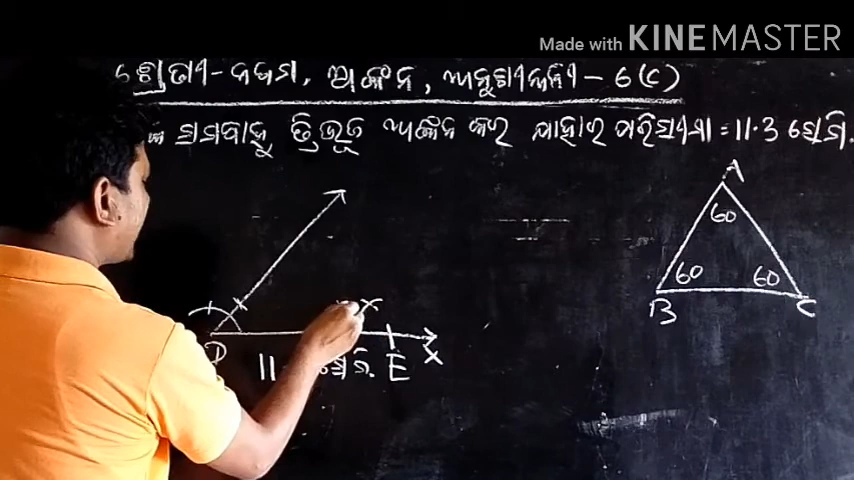 Made with KINEMASTER
ଶ୍ରେଣୀ - ନବମ, ଅଙ୍କନ, ଅନୁଶୀଳନୀ - 6 (c)
ସମବାହୁ ତ୍ରିଭୁଜ ଅଙ୍କନ କର ଯାହାର ପରିସୀମା = 11.3 ସେମି.
A
60
60 60
B C
D 11 ସେମି. E X